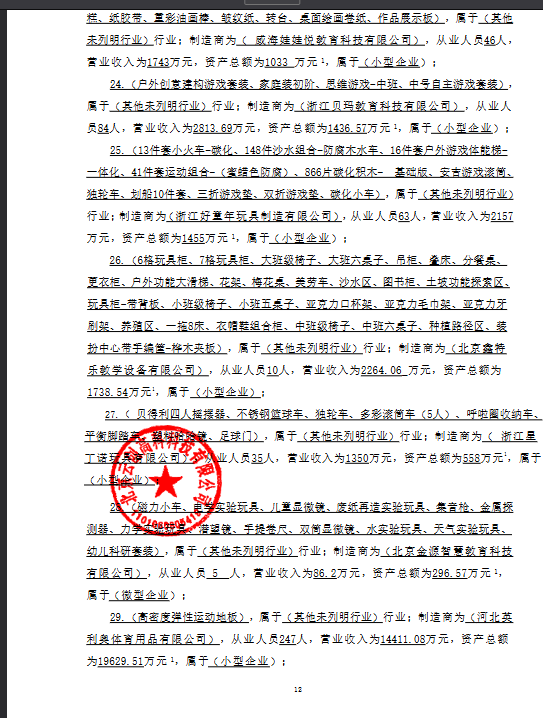 糕、纸胶带、重彩油画棒、皱纹纸、转台、桌面绘画卷纸、作品展示板），属于（其他
未列明行业）行业；制造商为（ 威海娃娃悦教育科技有限公司），从业人员46人，
营业收入为1743万元，资产总额为1033 万元¹，属于（小型企业）；
24.（户外创意建构游戏套装、家庭装初阶、思维游戏-中班、中号自主游戏套装），
属于（其他未列明行业）行业；制造商为（浙江贝玛教育科技有限公司），从业人
员84人，营业收入为2813.69万元，资产总额为1436.57万元¹，属于（小型企业）；
25.（13件套小火车-碳化、148件沙水组合-防腐木水车、16件套户外游戏体能梯-
一体化、41件套运动组合-（蜜蜡色防腐）、866片碳化积木- 基础版、安吉游戏滚筒、
独轮车、划船10件套、三折游戏垫、双折游戏垫、碳化小车），属于（其他未列明行业）
行业；制造商为（浙江好童年玩具制造有限公司），从业人员63人，营业收入为2157
万元，资产总额为1455万元¹，属于（小型企业）；
26.（6格玩具柜、7格玩具柜、大班级椅子、大班六桌子、吊柜、叠床、分餐桌、
更衣柜、户外功能大滑梯、花架、梅花桌、美劳车、沙水区、图书柜、土坡功能探索区、
玩具柜-带背板、小班级椅子、小班五桌子、亚克力口杯架、亚克力毛巾架、亚克力牙
刷架、养殖区、一拖8床、衣帽鞋组合柜、中班级椅子、中班六桌子、种植路径区、装
扮中心带手编筐-桦木夹板），属于（其他未列明行业）行业；制造商为（北京鑫特
乐教学设备有限公司），从业人员10人，营业收入为2264.06 万元，资产总额为
1738.54万元¹，属于（小型企业）；
27.（ 贝得利四人摇摆器、不锈钢篮球车、独轮车、多彩滚筒车（5人）、呼啦圈收纳车、
平衡脚踏车、塑料哈哈镜、足球门），属于（其他未列明行业）行业；制造商为（ 浙江星
丁诺玩具有限公司），从业人员35人，营业收入为1350万元，资产总额为558万元¹，属于
（小型企业）；
28.（磁力小车、电学实验玩具、儿童显微镜、废纸再造实验玩具、集音枪、金属探
测器、力学实验玩具、潜望镜、手提卷尺、双筒显微镜、水实验玩具、天气实验玩具、
幼儿科研套装），属于（其他未列明行业）行业；制造商为（北京金源智慧教育科技
有限公司），从业人员 5 人，营业收入为86.2万元，资产总额为296.57万元¹，
属于（微型企业）；
29.（高密度弹性运动地板），属于（其他未列明行业）行业；制造商为（河北英
利奥体育用品有限公司），从业人员247人，营业收入为14411.08万元，资产总额
为19629.51万元¹，属于（小型企业）；
12